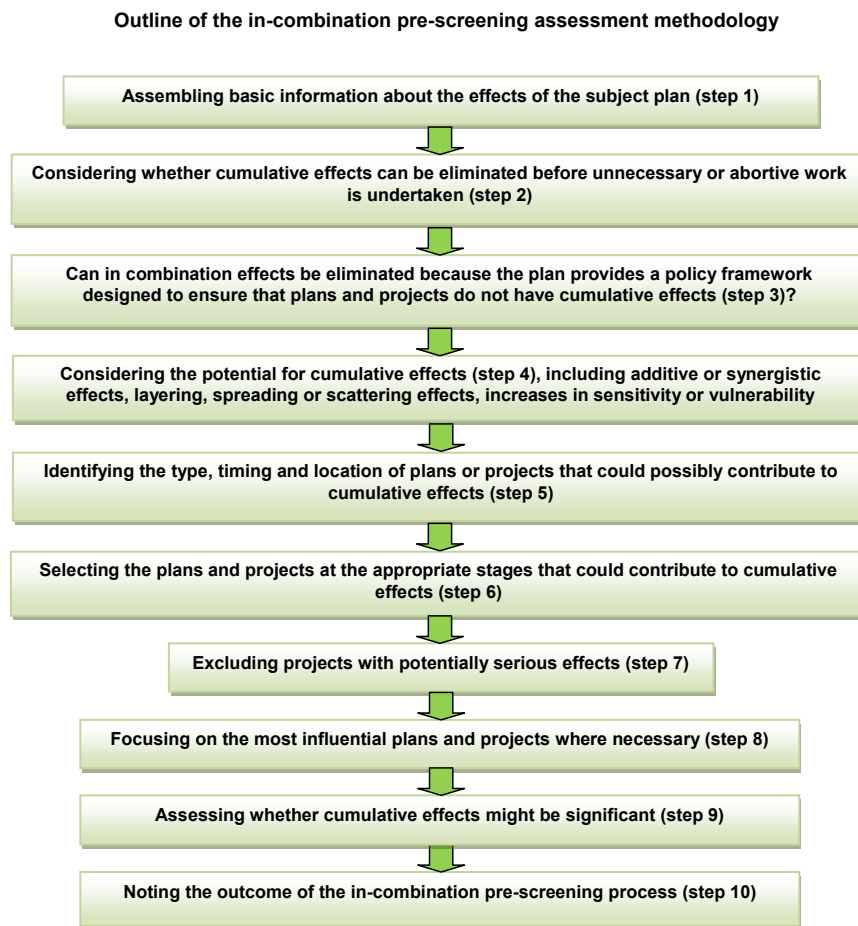 Outline of the in-combination pre-screening assessment methodology
Assembling basic information about the effects of the subject plan (step 1)
Considering whether cumulative effects can be eliminated before unnecessary or abortive work
is undertaken (step 2)
Can in combination effects be eliminated because the plan provides a policy framework
designed to ensure that plans and projects do not have cumulative effects (step 3)?
Considering the potential for cumulative effects (step 4), including additive or synergistic
effects, layering, spreading or scattering effects, increases in sensitivity or vulnerability
Identifying the type, timing and location of plans or projects that could possibly contribute to
cumulative effects (step 5)
Selecting the plans and projects at the appropriate stages that could contribute to cumulative
effects (step 6)
Excluding projects with potentially serious effects (step 7)
Focusing on the most influential plans and projects where necessary (step 8)
Assessing whether cumulative effects might be significant (step 9)
Noting the outcome of the in-combination pre-screening process (step 10)